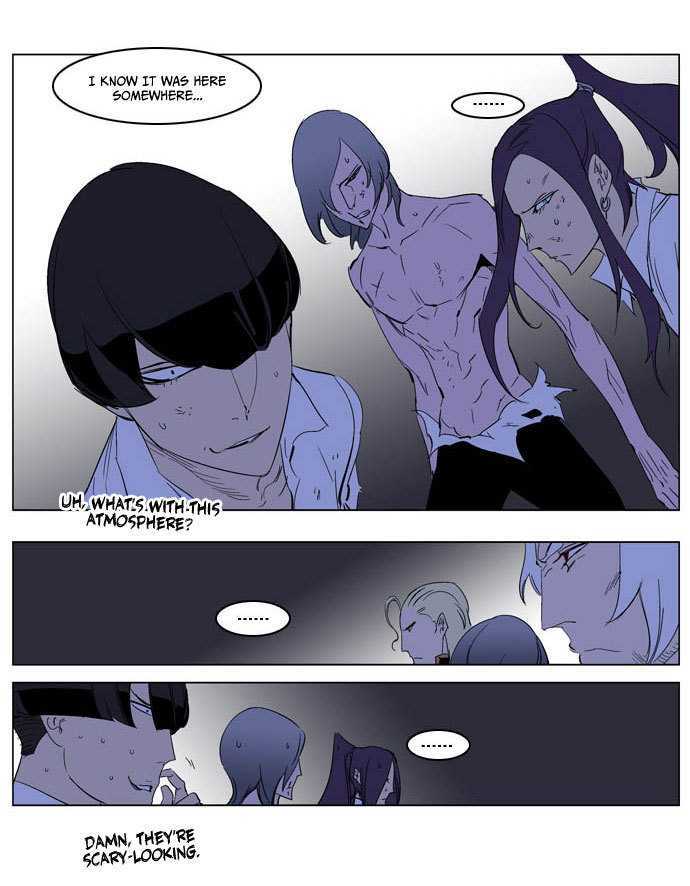 I KNOW IT WAS HERE
SOMEWHERE...
------
UH, WHAT'S WITH THIS
ATMOSPHERE?
------
------
DAMN, THEY'RE
SCARY-LOOKING.